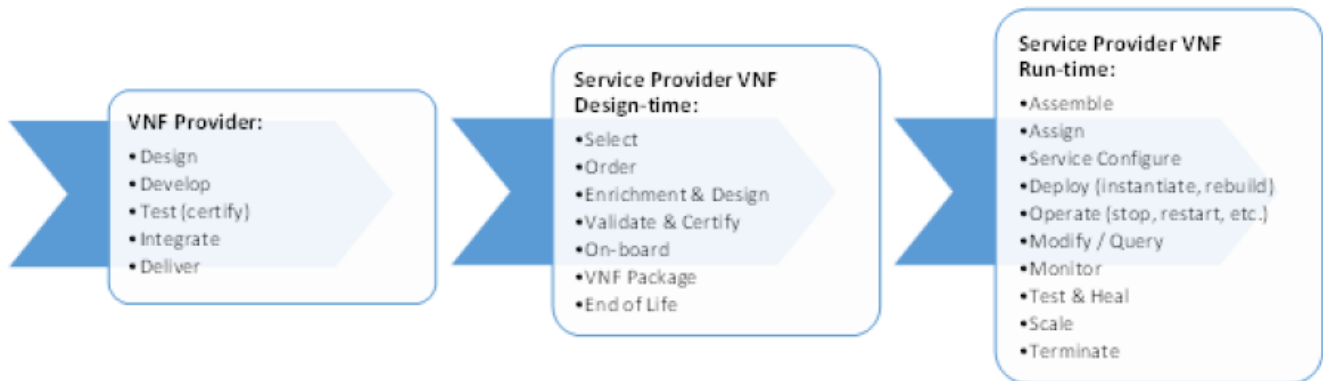 VNF Provider:
•Design
•Develop
•Test (certify)
•Integrate
•Deliver
Service Provider VNF
Design-time:
•Select
•Order
•Enrichment & Design
•Validate & Certify
•On-board
•VNF Package
•End of Life
Service Provider VNF
Run-time:
•Assemble
•Assign
•Service Configure
•Deploy (instantiate, rebuild)
•Operate (stop, restart, etc.)
•Modify / Query
•Monitor
•Test & Heal
•Scale
•Terminate